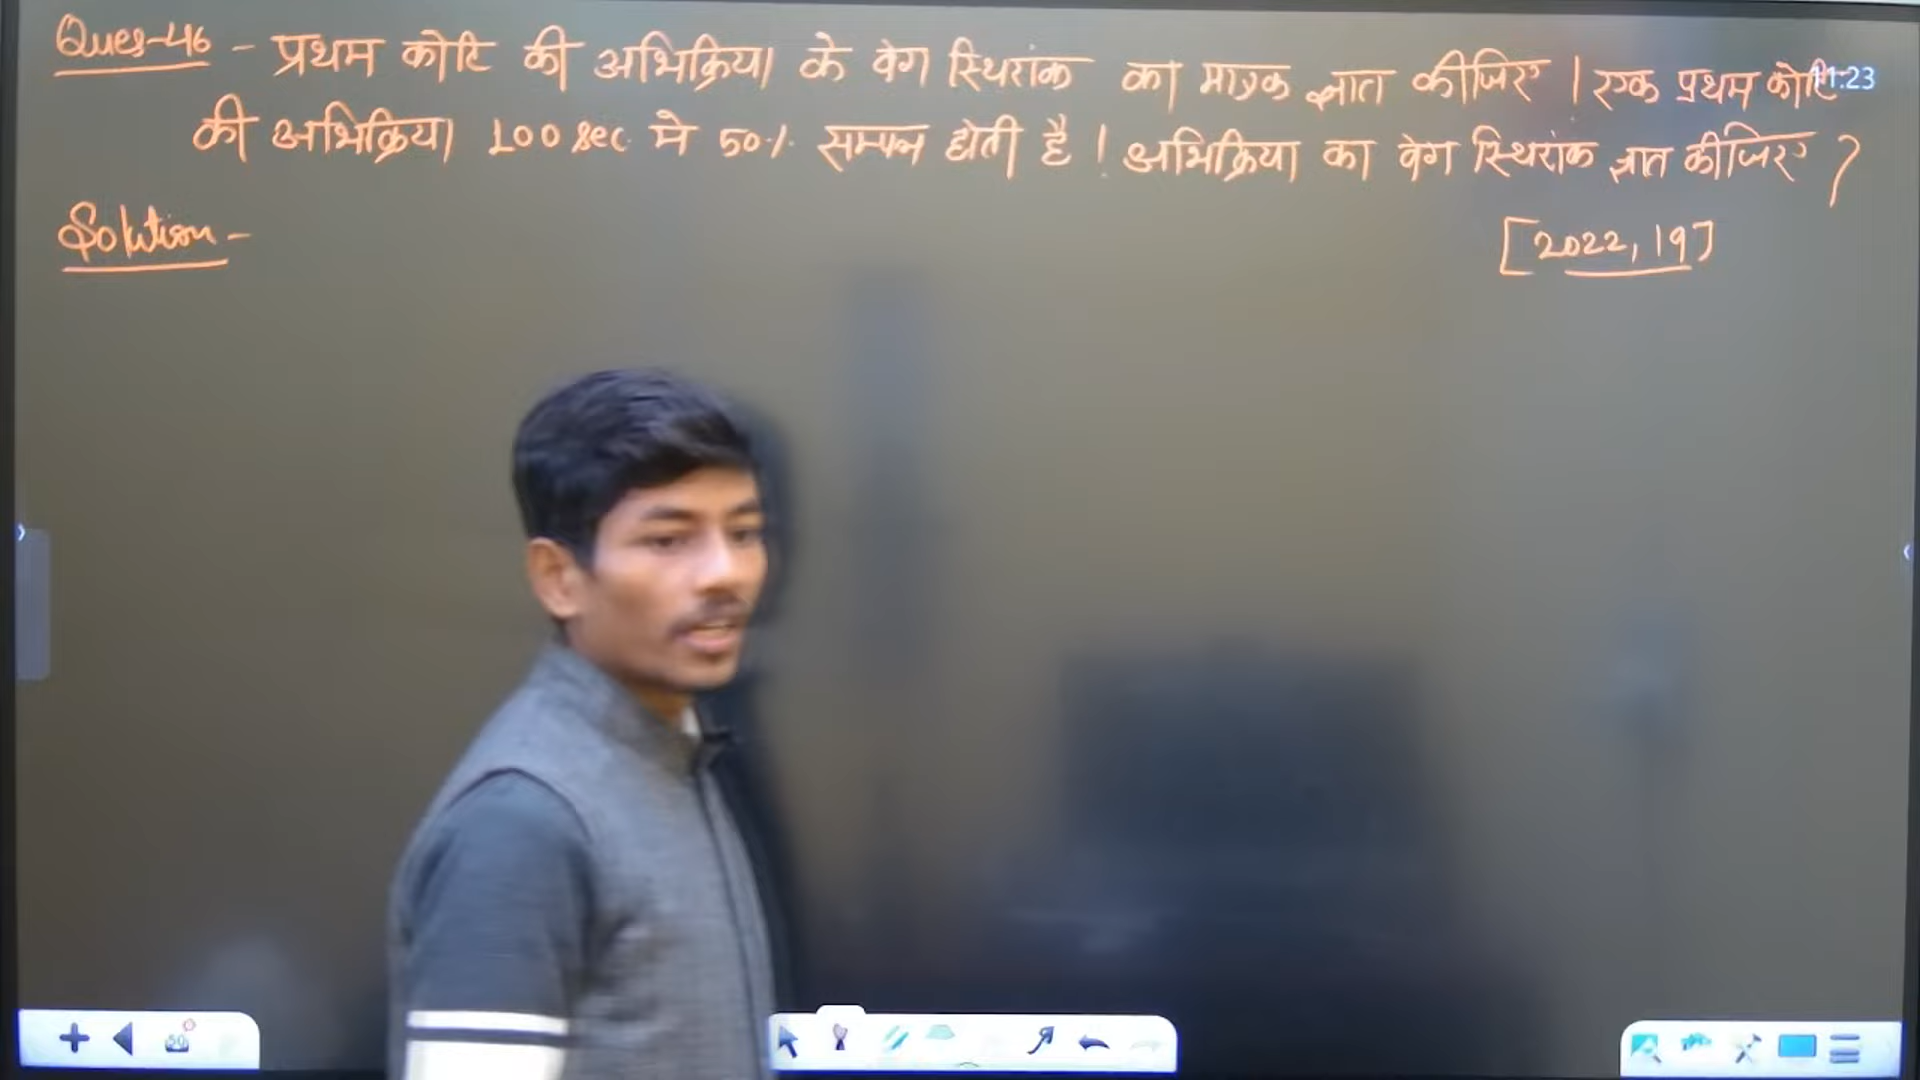 Ques-46 - प्रथम कोटि की अभिक्रिया के वेग स्थिरांक का मात्रक ज्ञात कीजिए । एक प्रथम कोटि
11:23
की अभिक्रिया 100 sec. मे 50% सम्पन्न होती है ! अभिक्रिया का वेग स्थिरांक ज्ञात कीजिए ?
Solution -
[2022, 19]
50